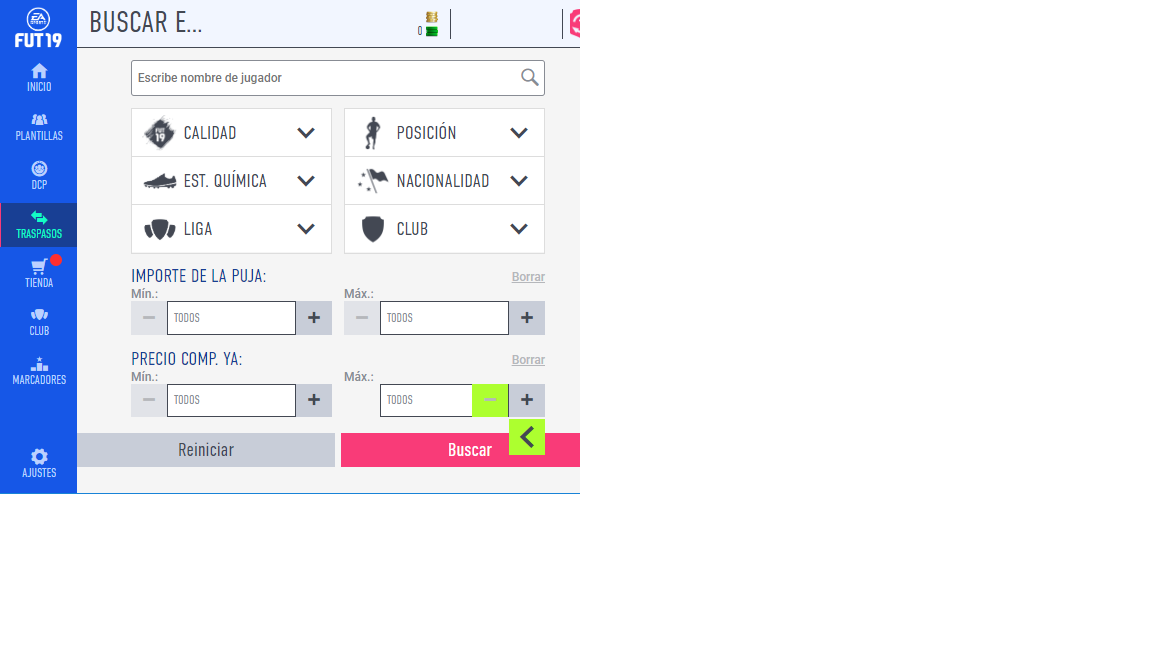 EA
SPORTS
FUT19
INICIO
PLANTILLAS
DCP
TRASPASOS
TIENDA
CLUB
MARCADORES
AJUSTES
BUSCAR E...
0
Escribe nombre de jugador
FUT
19
CALIDAD
POSICIÓN
EST. QUÍMICA
NACIONALIDAD
LIGA
CLUB
IMPORTE DE LA PUJA:
Borrar
Mín.:
Máx.:
− TODOS +
− TODOS +
PRECIO COMP. YA:
Borrar
Mín.:
Máx.:
− TODOS +
TODOS − +
Reiniciar
Buscar